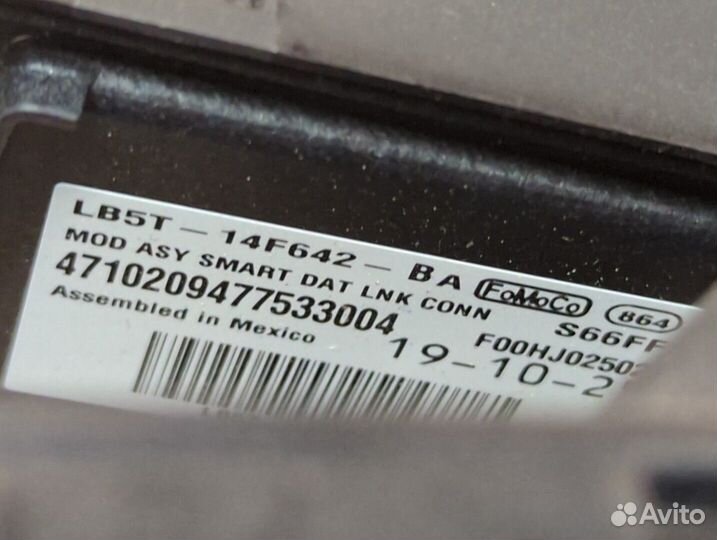 LB5T - 14F642 - BA FoMoCo 864
MOD ASY SMART DAT LNK CONN S66FF
4710209477533004 F00HJ0250
Assembled in Mexico 19-10-2
Avito